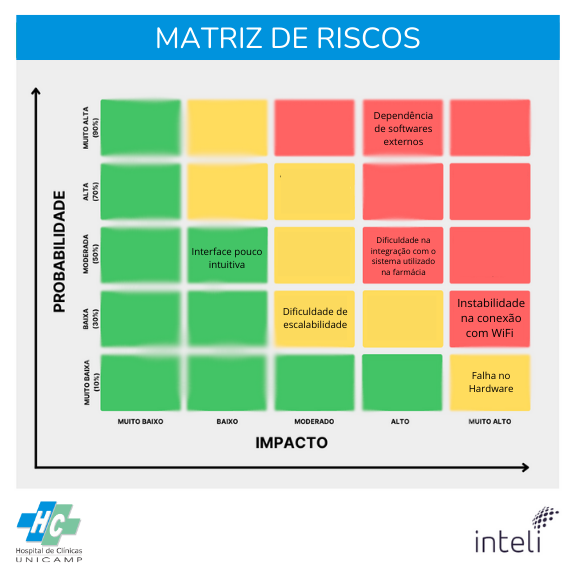 MATRIZ DE RISCOS
PROBABILIDADE
MUITO ALTA
(90%)
Dependência
de softwares
externos
ALTA
(70%)
MODERADA
(50%)
Interface pouco
intuitiva
Dificuldade na
integração com o
sistema utilizado
na farmácia
BAIXA
(30%)
Dificuldade de
escalabilidade
Instabilidade
na conexão
com WiFi
MUITO BAIXA
(10%)
Falha no
Hardware
MUITO BAIXO
BAIXO
MODERADO
ALTO
MUITO ALTO
IMPACTO
HC
Hospital de Clínicas
UNICAMP
inteli